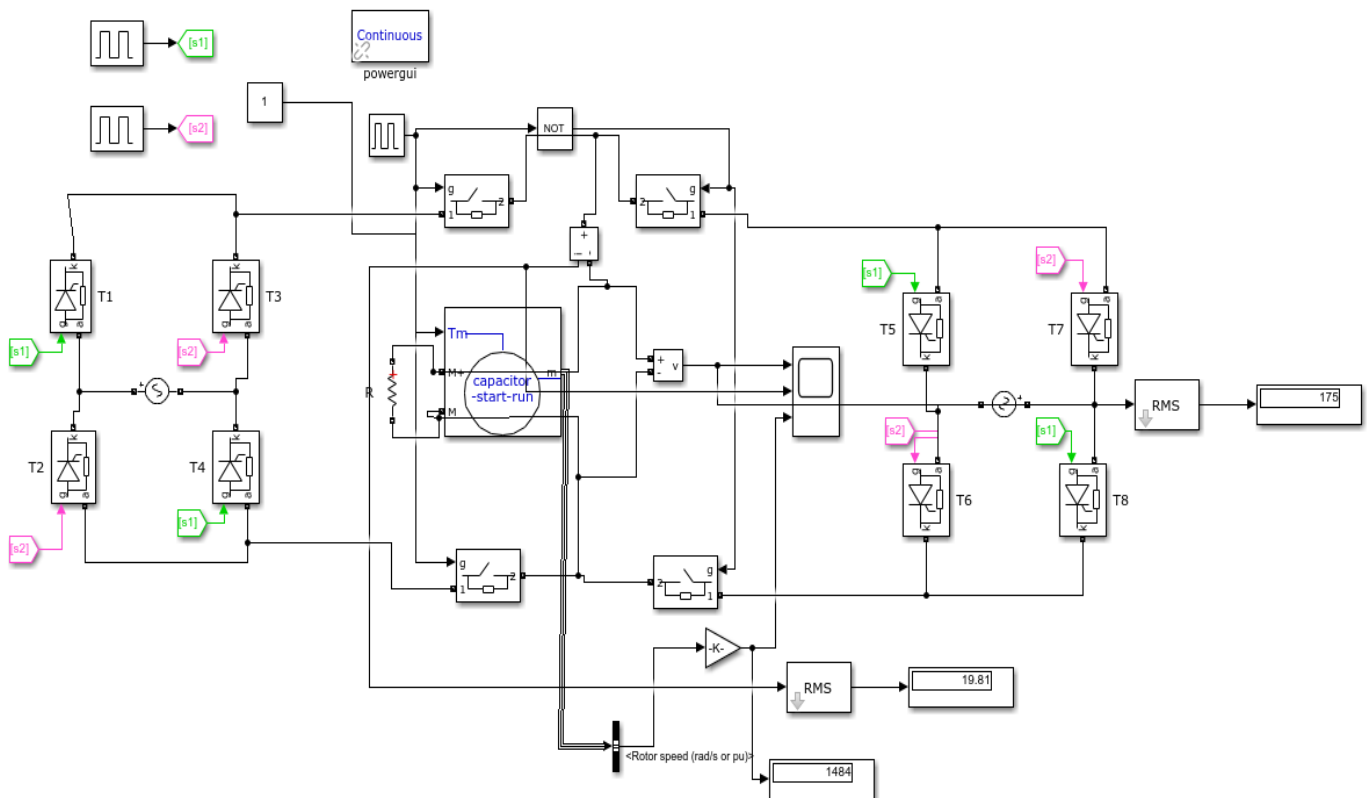 [s1]
Continuous
powergui
[s2]
1
NOT
g
1
2
g
2
1
+
-
k
g
a
T1
k
g
a
T3
[s1]
[s2]
[s1]
[s2]
g
a
k
T5
g
a
k
T7
Tm
M+
M
m
capacitor
-start-run
R
+
-
v
+
+
RMS
175
k
g
a
T2
k
g
a
T4
[s2]
[s1]
[s2]
[s1]
g
a
k
T6
g
a
k
T8
g
1
2
g
2
1
-K-
RMS
19.81
<Rotor speed (rad/s or pu)>
1484